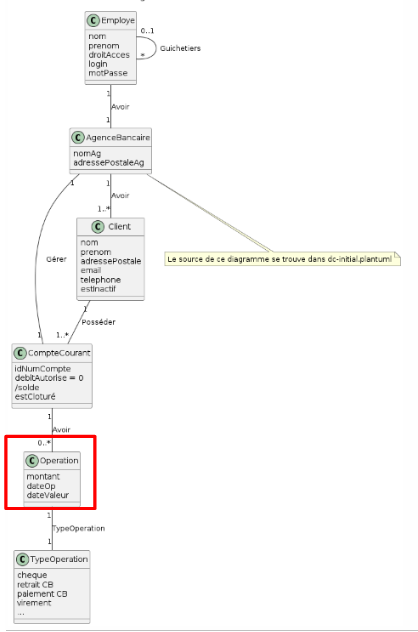 C Employe
nom
prenom
droitAcces
login
motPasse
0..1
Guichetiers
*
1
Avoir
1
C AgenceBancaire
nomAg
adressePostaleAg
1
1
Avoir
1..*
C Client
nom
prenom
adressePostale
email
telephone
estInactif
Gérer
Le source de ce diagramme se trouve dans dc-initial.plantuml
1
Posséder
1
1..*
C CompteCourant
idNumCompte
debitAutorise = 0
/solde
estCloturé
1
Avoir
0..*
C Operation
montant
dateOp
dateValeur
1
TypeOperation
1
C TypeOperation
cheque
retrait CB
paiement CB
virement
...